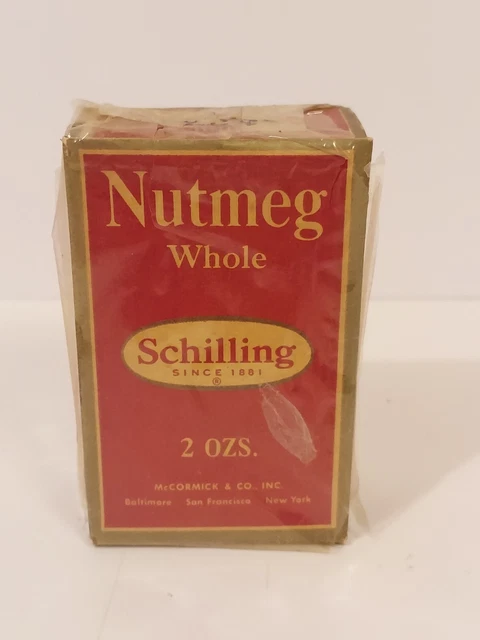 Nutmeg
Whole
Schilling
SINCE 1881
®
2 OZS.
McCORMICK & CO., INC.
Baltimore San Francisco New York